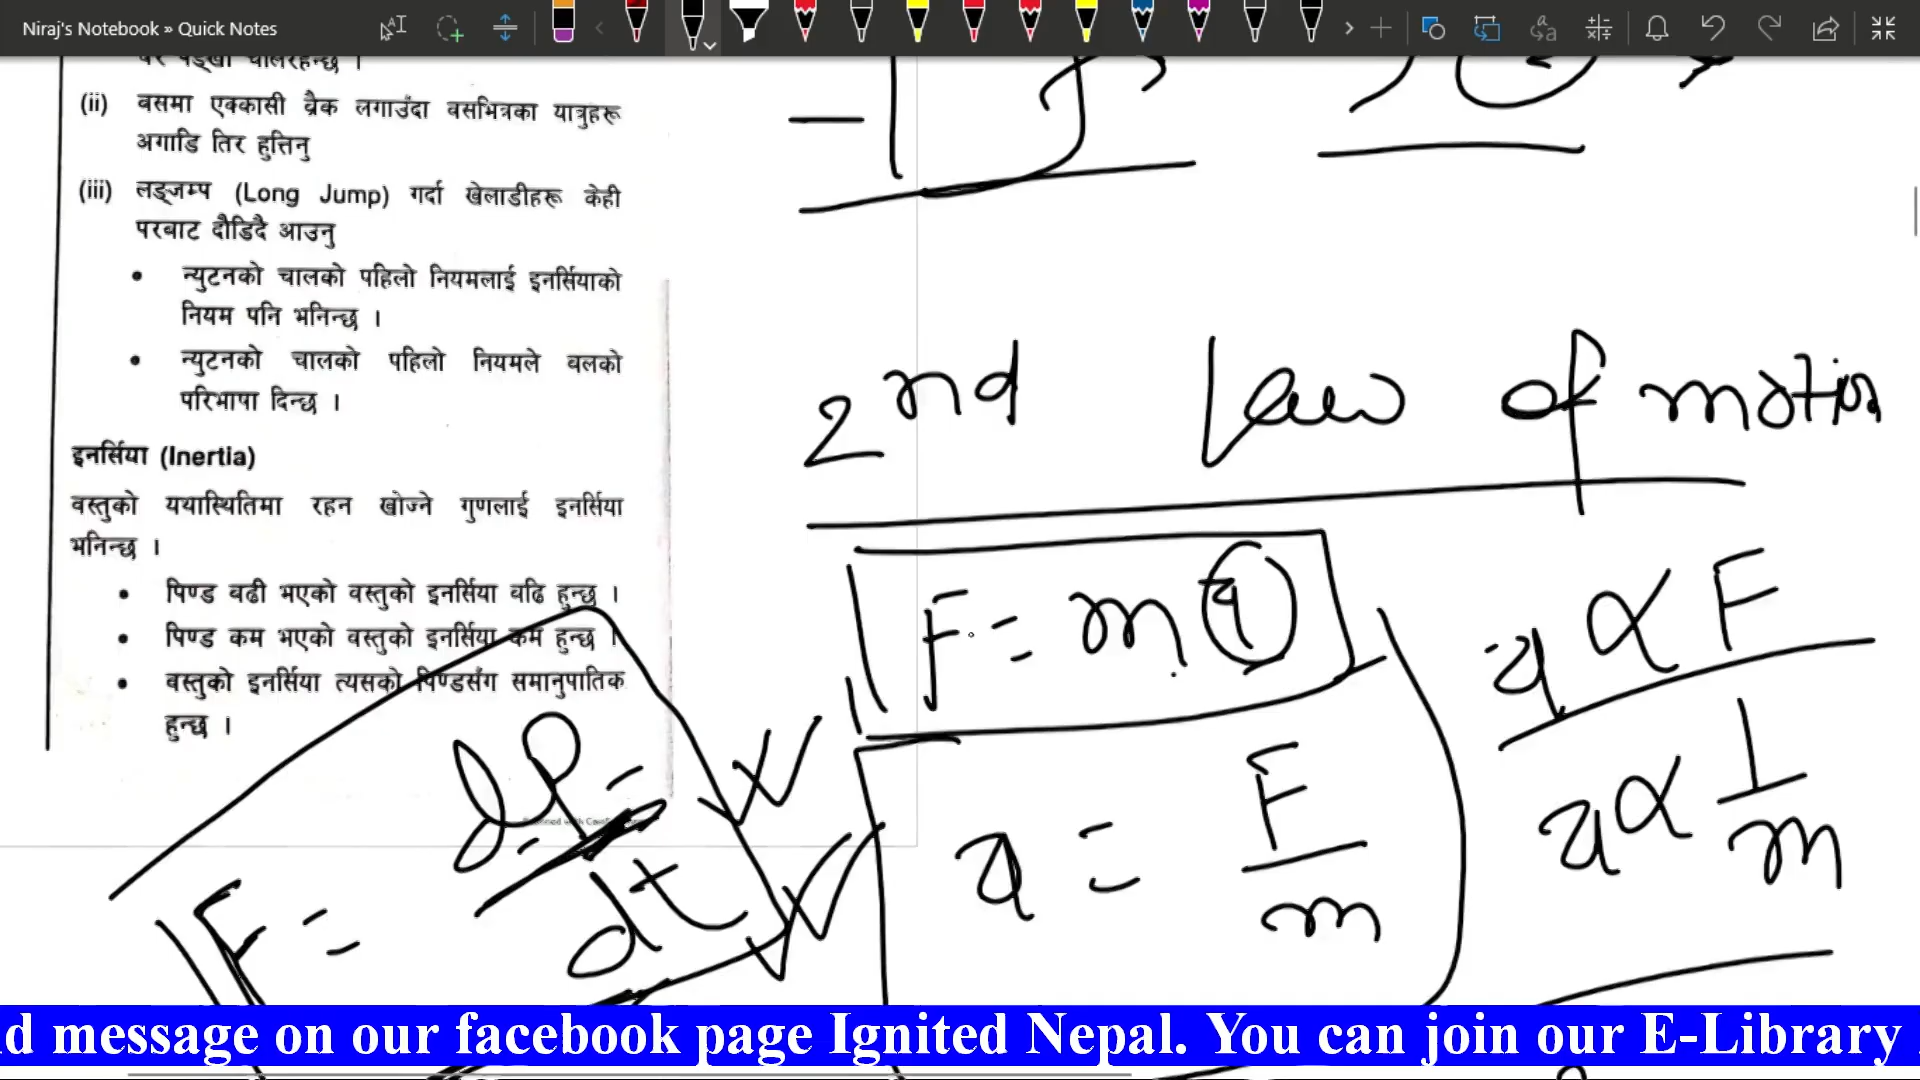 Niraj's Notebook » Quick Notes
(ii) बसमा एक्कासी ब्रेक लगाउँदा बसभित्रका यात्रुहरू
अगाडि तिर हुत्तिनु
(iii) लङ्जम्प (Long Jump) गर्दा खेलाडीहरू केही
परबाट दौडिदै आउनु
• न्युटनको चालको पहिलो नियमलाई इनर्सियाको
नियम पनि भनिन्छ ।
• न्युटनको चालको पहिलो नियमले बलको
परिभाषा दिन्छ ।
इनर्सिया (Inertia)
वस्तुको यथास्थितिमा रहन खोज्ने गुणलाई इनर्सिया
भनिन्छ ।
• पिण्ड बढी भएको वस्तुको इनर्सिया बढि हुन्छ ।
• पिण्ड कम भएको वस्तुको इनर्सिया कम हुन्छ ।
• वस्तुको इनर्सिया त्यसको पिण्डसँग समानुपातिक
हुन्छ ।
2nd Law of motion
F = ma
a ∝ F
a = F/m
a ∝ 1/m
F = dP/dt
d message on our facebook page Ignited Nepal. You can join our E-Library